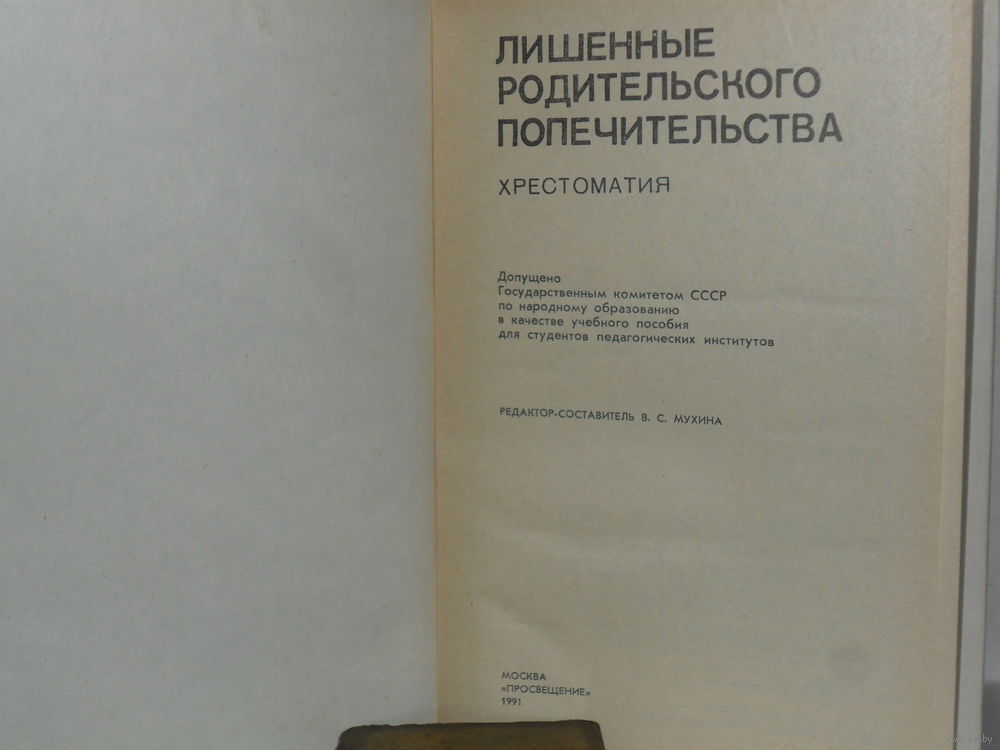 ЛИШЕННЫЕ
РОДИТЕЛЬСКОГО
ПОПЕЧИТЕЛЬСТВА
ХРЕСТОМАТИЯ
Допущено
Государственным комитетом СССР
по народному образованию
в качестве учебного пособия
для студентов педагогических институтов
РЕДАКТОР-СОСТАВИТЕЛЬ В. С. МУХИНА
МОСКВА
«ПРОСВЕЩЕНИЕ»
1991